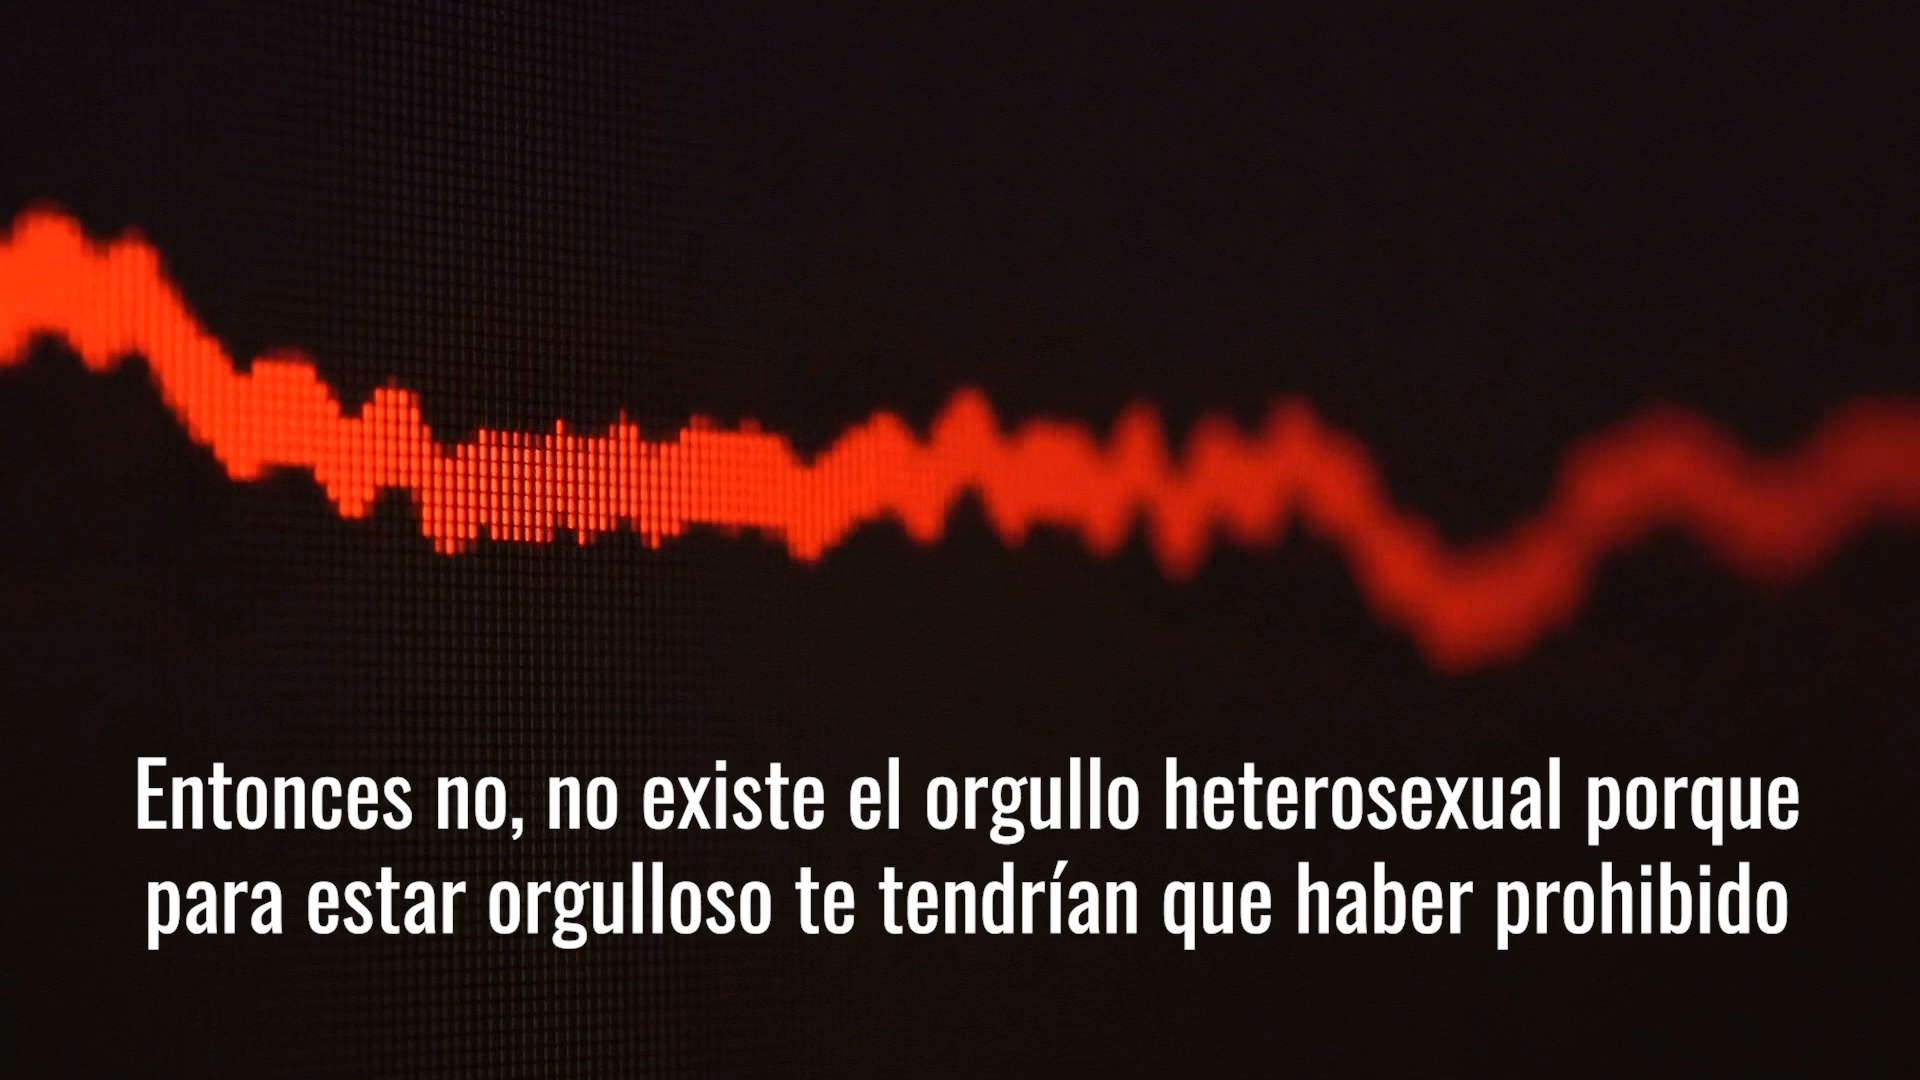 Entonces no, no existe el orgullo heterosexual porque
para estar orgulloso te tendrían que haber prohibido